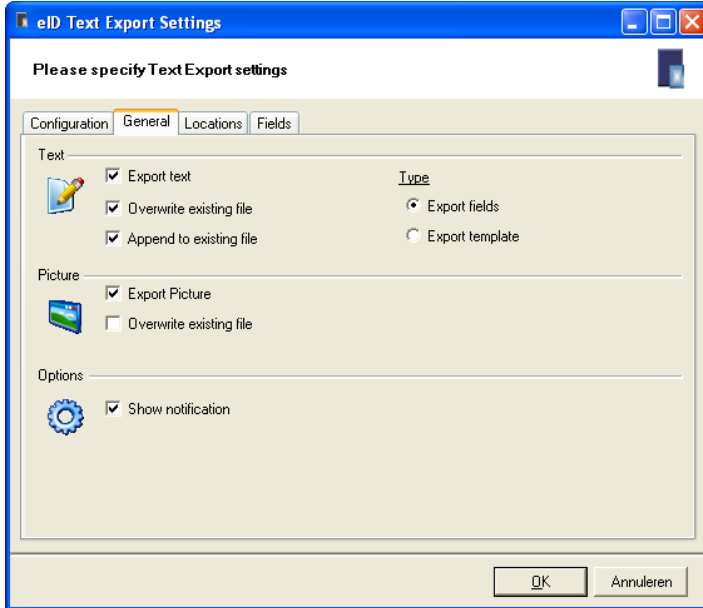 eID Text Export Settings
Please specify Text Export settings
Configuration General Locations Fields
Text
Export text
Type
Overwrite existing file
Export fields
Append to existing file
Export template
Picture
Export Picture
Overwrite existing file
Options
Show notification
OK Annuleren